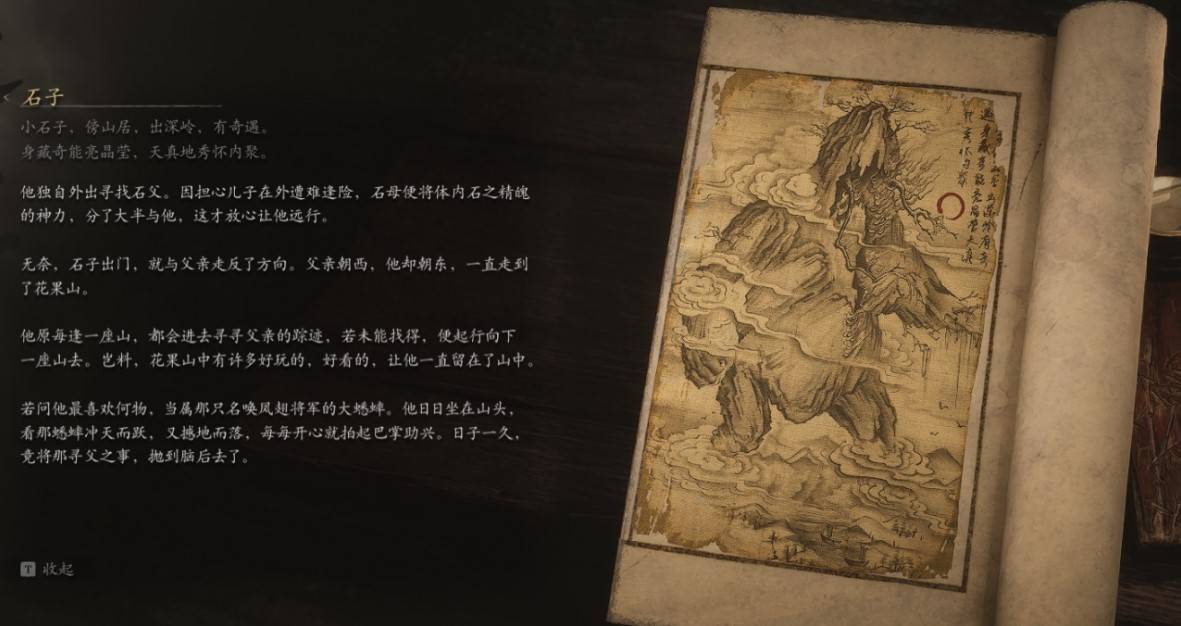 石子
小石子，傍山居，出深岭，有奇遇。
身藏奇能亮晶莹，天真地秀怀内聚。
他独自外出寻找石父。因担心儿子在外遭难逢险，石母便将体内石之精魄
的神力，分了大半与他，这才放心让他远行。
无奈，石子出门，就与父亲走反了方向。父亲朝西，他却朝东，一直走到
了花果山。
他原每逢一座山，都会进去寻寻父亲的踪迹，若未能找得，便起行向下
一座山去。岂料，花果山中有许多好玩的，好看的，让他一直留在了山中。
若问他最喜欢何物，当属那只名唤凤翅将军的大蟋蟀。他日日坐在山头，
看那蟋蟀冲天而跃，又撼地而落，每每开心就拍起巴掌助兴。日子一久，
竟将那寻父之事，抛到脑后去了。
T 收起